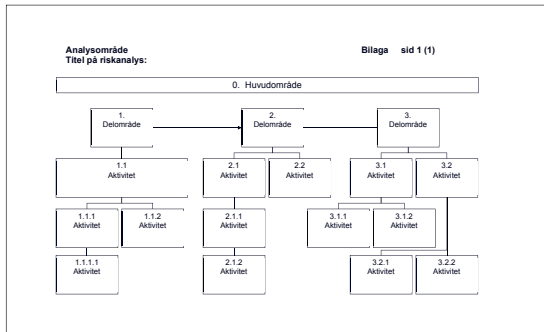 Analysområde
Bilaga sid 1 (1)
Titel på riskanalys:
0. Huvudområde
1.
Delområde
2.
Delområde
3.
Delområde
1.1
Aktivitet
2.1
Aktivitet
2.2
Aktivitet
3.1
Aktivitet
3.2
Aktivitet
1.1.1
Aktivitet
1.1.2
Aktivitet
2.1.1
Aktivitet
3.1.1
Aktivitet
3.1.2
Aktivitet
1.1.1.1
Aktivitet
2.1.2
Aktivitet
3.2.1
Aktivitet
3.2.2
Aktivitet